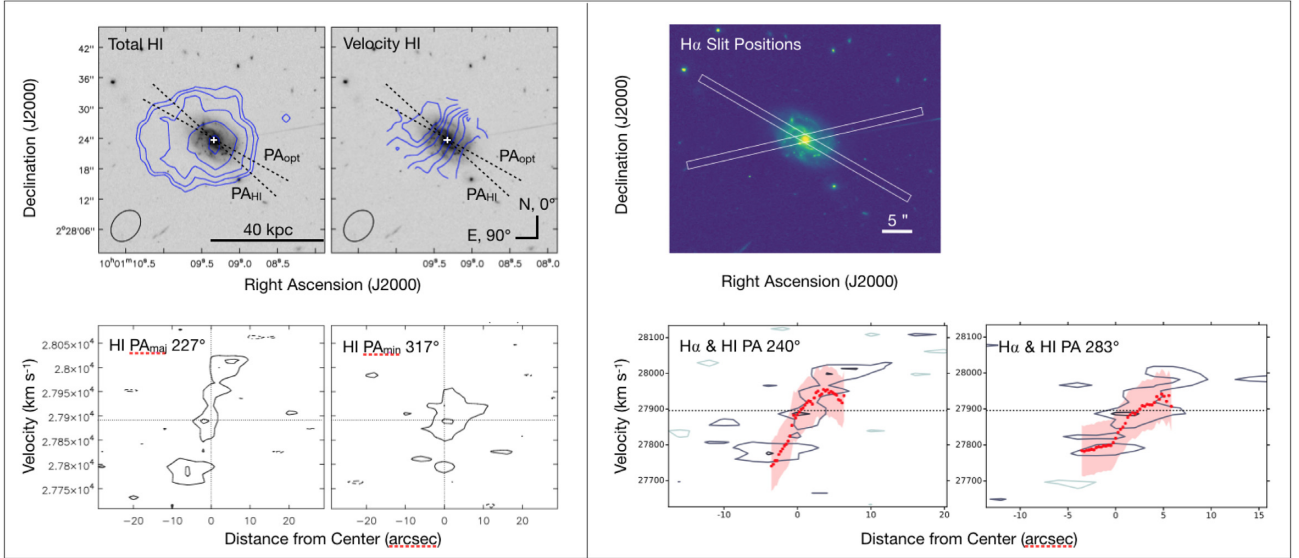 Total HI
Velocity HI
Hα Slit Positions
Declination (J2000)
42"
36"
30"
24"
18"
12"
2°28'06"
PAopt
PAHI
40 kpc
PAopt
PAHI
N, 0°
E, 90°
Declination (J2000)
5 "
10h01m10s.5
09s.5
09s.0
08s.5
09s.5
09s.0
08s.5
08s.0
Right Ascension (J2000)
Right Ascension (J2000)
HI PAmaj 227°
HI PAmin 317°
Hα & HI PA 240°
Hα & HI PA 283°
Velocity (km s⁻¹)
2.805×10⁴
2.8×10⁴
2.795×10⁴
2.79×10⁴
2.785×10⁴
2.78×10⁴
2.775×10⁴
Velocity (km s⁻¹)
28100
28000
27900
27800
27700
28100
28000
27900
27800
27700
−20 −10 0 10 20
−20 −10 0 10 20
-10 0 10
-10 -5 0 5 10 15
Distance from Center (arcsec)
Distance from Center (arcsec)